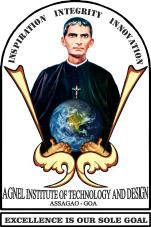 INSPIRATION INTEGRITY INNOVATION
AGNEL INSTITUTE OF TECHNOLOGY AND DESIGN
ASSAGAO - GOA
EXCELLENCE IS OUR SOLE GOAL